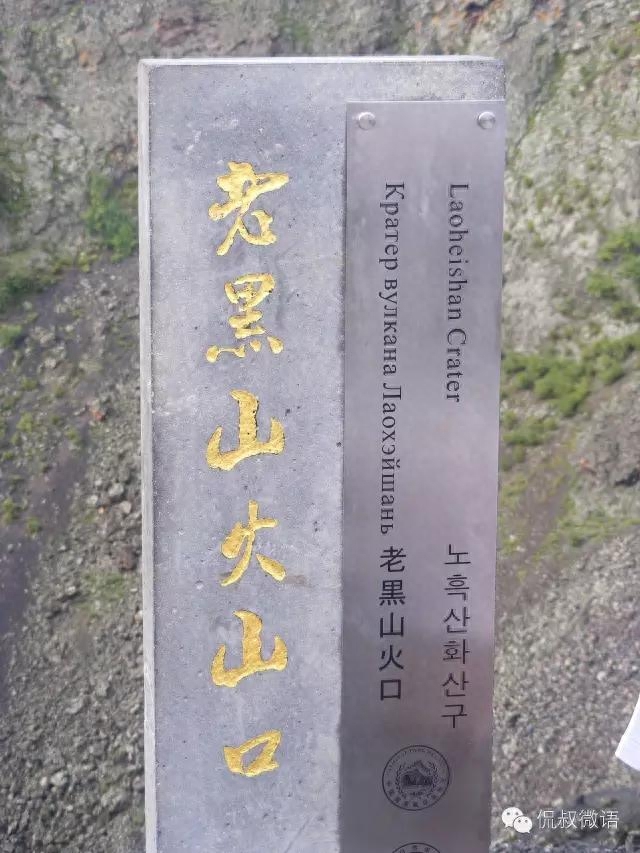 老黑山火山口
Laoheishan Crater
노흑산화산구
Кратер вулкана Лаохэйшань
老黒山火口
侃叔微语